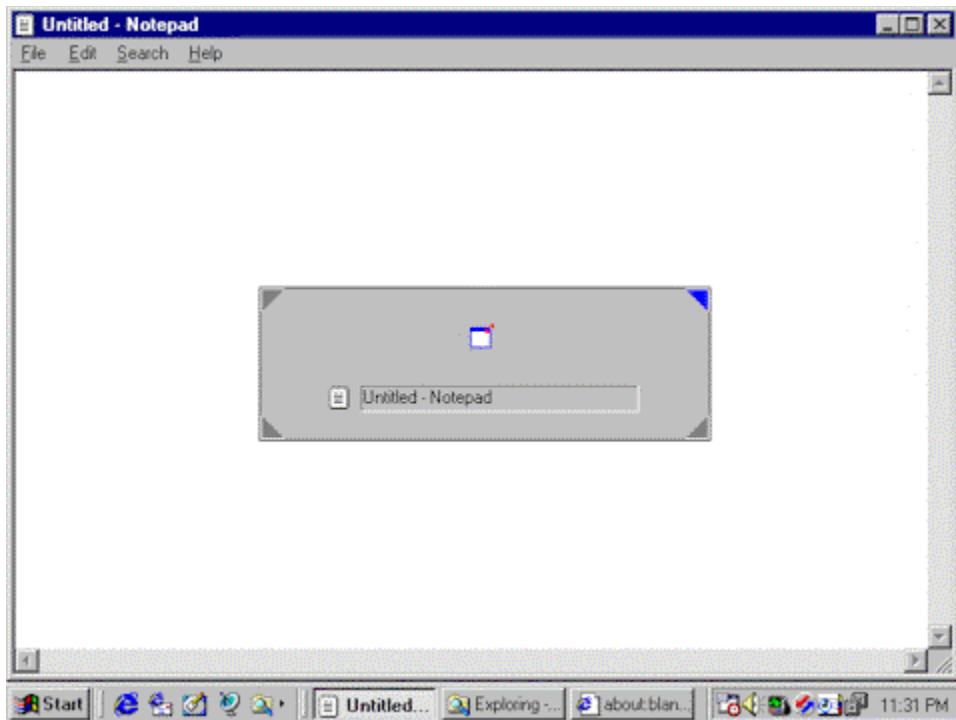 Untitled - Notepad
File Edit Search Help
Untitled - Notepad
Start Untitled... Exploring -... about:blan... 11:31 PM